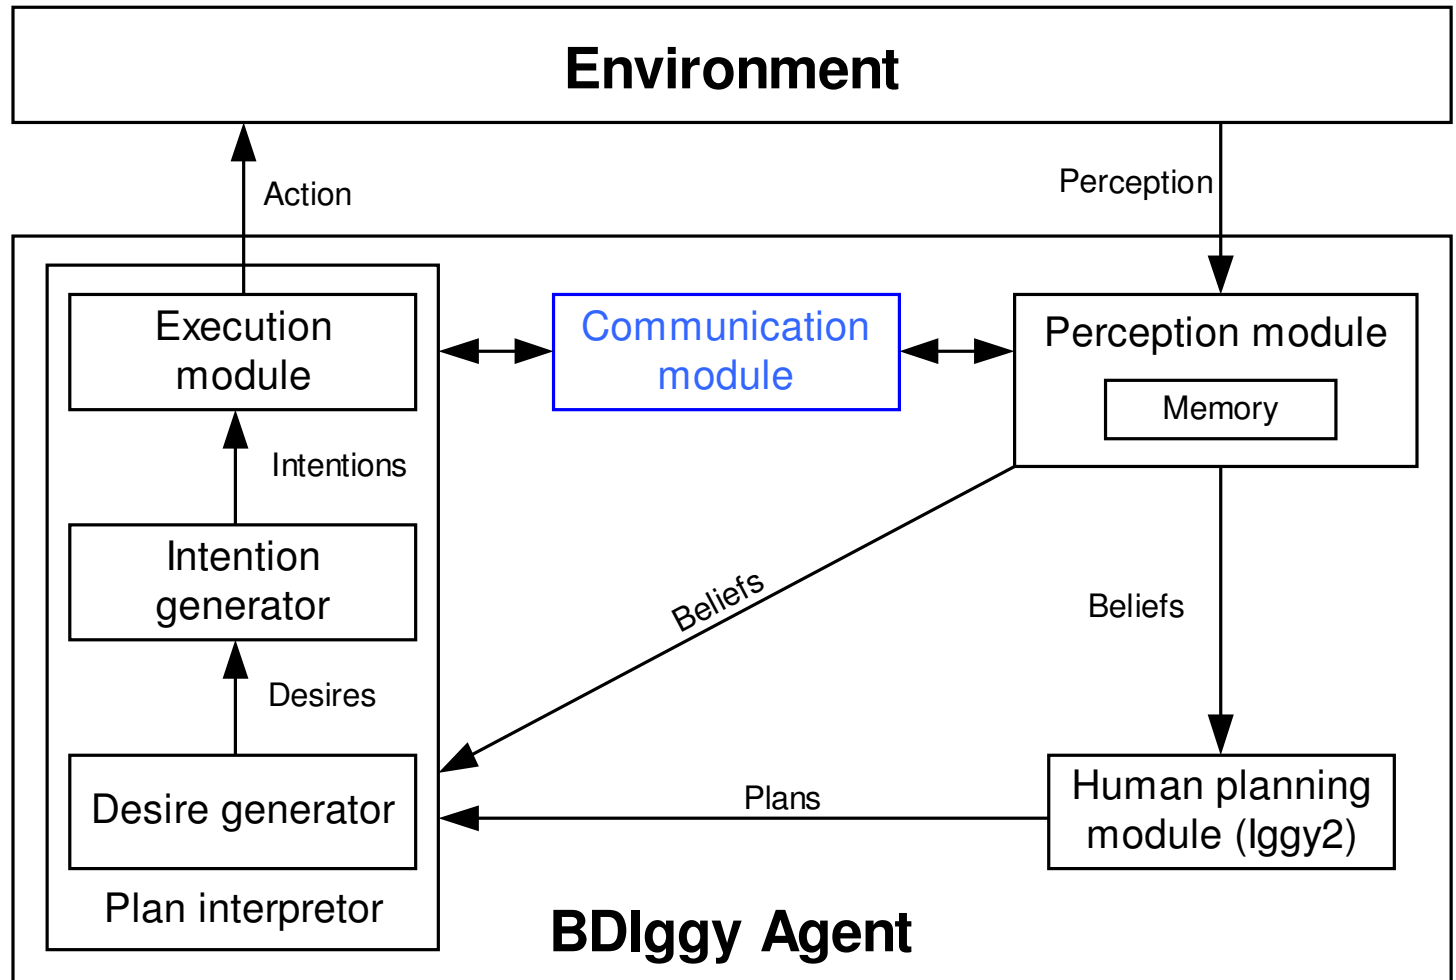 Environment
Action
Perception
Execution
module
Communication
module
Perception module
Memory
Intentions
Intention
generator
Beliefs
Beliefs
Desires
Desire generator
Plans
Human planning
module (Iggy2)
Plan interpretor
BDIggy Agent